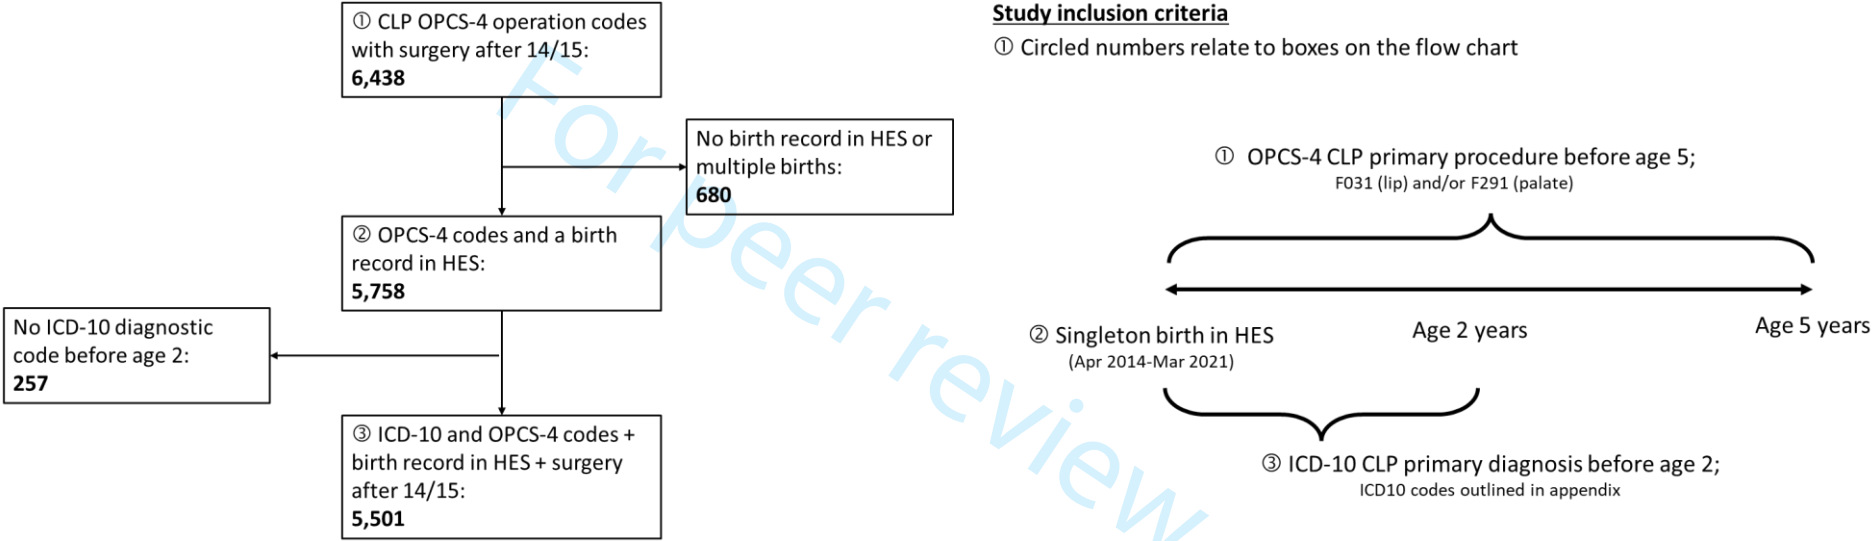 ① CLP OPCS-4 operation codes
with surgery after 14/15:
6,438
No birth record in HES or
multiple births:
680
② OPCS-4 codes and a birth
record in HES:
5,758
No ICD-10 diagnostic
code before age 2:
257
③ ICD-10 and OPCS-4 codes +
birth record in HES + surgery
after 14/15:
5,501
Study inclusion criteria
① Circled numbers relate to boxes on the flow chart
① OPCS-4 CLP primary procedure before age 5;
F031 (lip) and/or F291 (palate)
② Singleton birth in HES
(Apr 2014-Mar 2021)
Age 2 years
Age 5 years
③ ICD-10 CLP primary diagnosis before age 2;
ICD10 codes outlined in appendix
For peer review